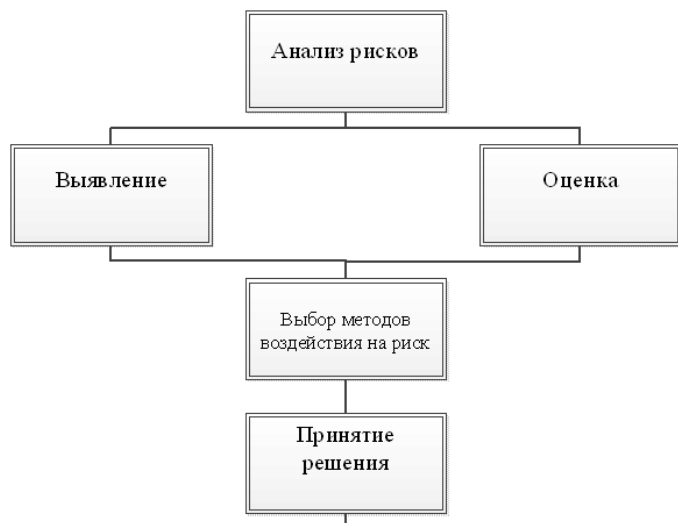 Анализ рисков
Выявление
Оценка
Выбор методов
воздействия на риск
Принятие
решения